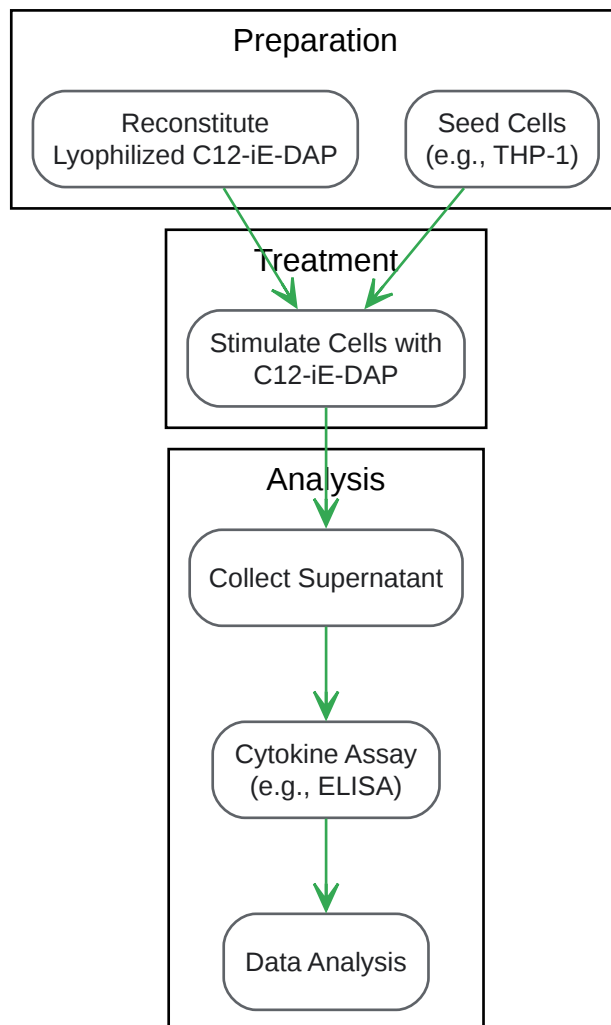 Preparation
Reconstitute
Lyophilized C12-iE-DAP
Seed Cells
(e.g., THP-1)
Treatment
Stimulate Cells with
C12-iE-DAP
Analysis
Collect Supernatant
Cytokine Assay
(e.g., ELISA)
Data Analysis